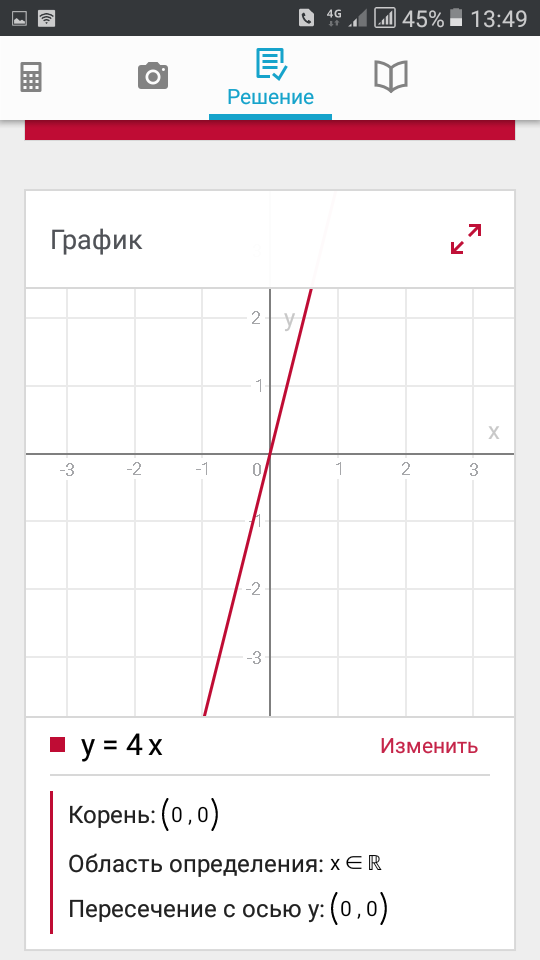 4G 45% 13:49
Решение
График
2 y
1
x
-3 -2 -1 0 1 2 3
-1
-2
-3
y = 4 x Изменить
Корень: (0 , 0)
Область определения: x ∈ ℝ
Пересечение с осью y: (0 , 0)